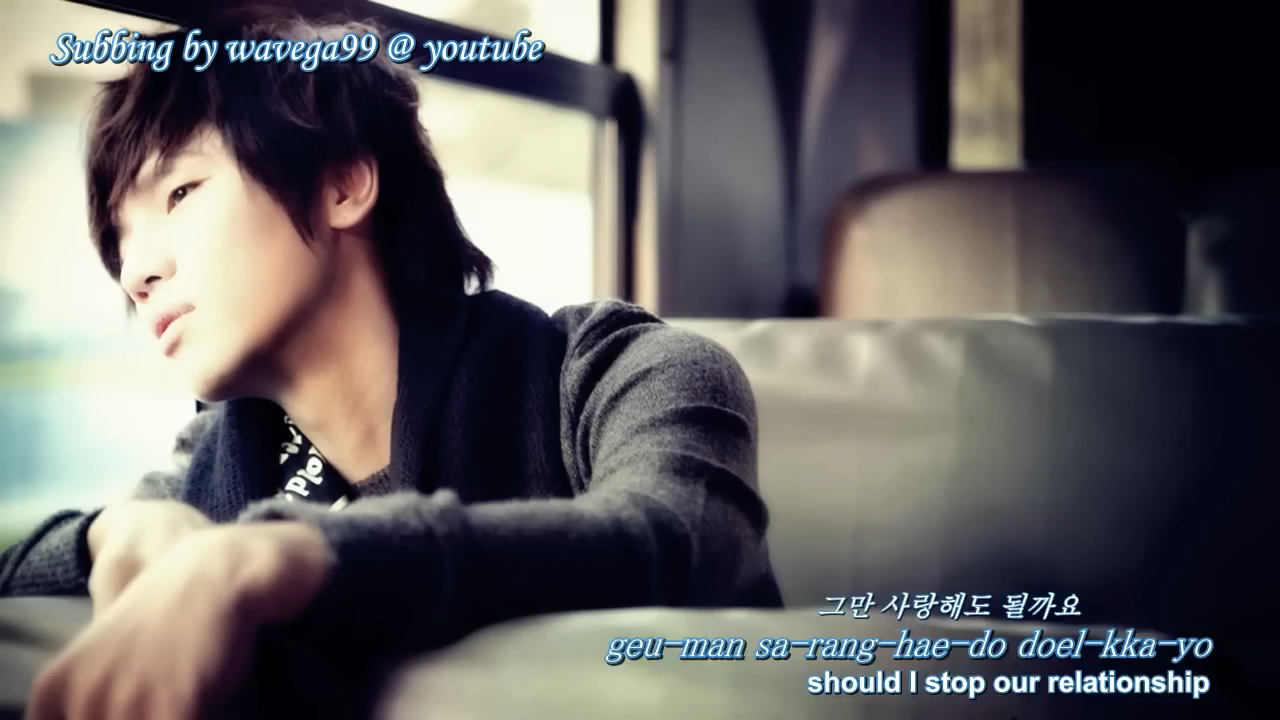 Subbing by wavega99 @ youtube
그만 사랑해도 될까요
geu-man sa-rang-hae-do doel-kka-yo
should I stop our relationship